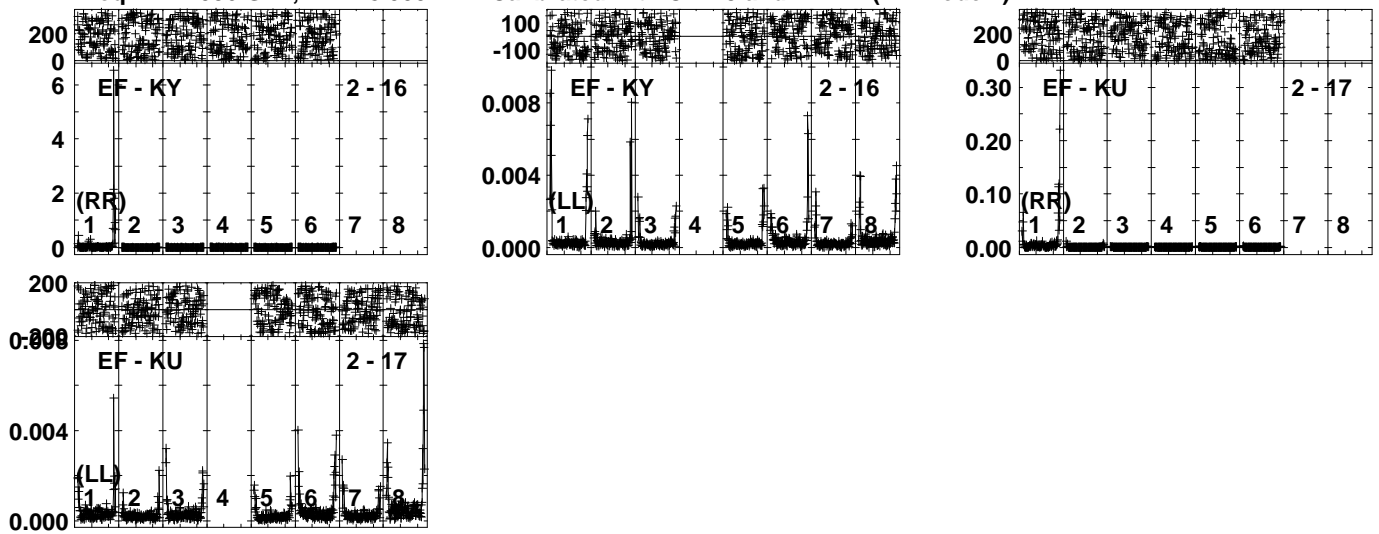 200 0
6 4 2 0
EF - KY 2 - 16
(RR)
1 2 3 4 5 6 7 8
100 -100
0.008 0.004 0.000
EF - KY 2 - 16
(LL)
1 2 3 4 5 6 7 8
200 0
0.30 0.20 0.10 0.00
EF - KU 2 - 17
(RR)
1 2 3 4 5 6 7 8
200
0.004 0.000
EF - KU 2 - 17
(LL)
1 2 3 4 5 6 7 8